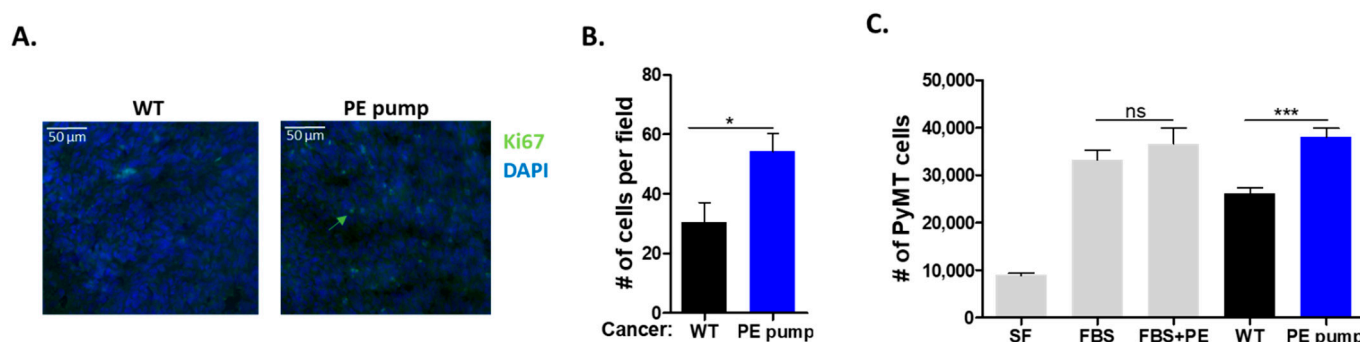 A.
WT
PE pump
50 µm
50 µm
Ki67
DAPI
B.
# of cells per field
80
60
40
20
0
*
Cancer: WT PE pump
C.
# of PyMT cells
50,000
40,000
30,000
20,000
10,000
0
ns
***
SF FBS FBS+PE WT PE pump